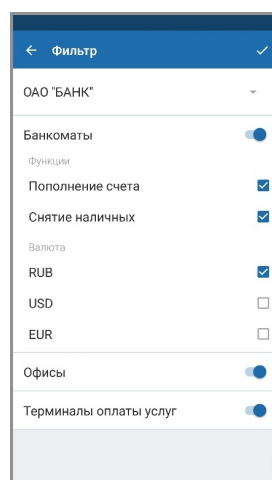 Фильтр
ОАО "БАНК"
Банкоматы
Функции
Пополнение счета
Снятие наличных
Валюта
RUB
USD
EUR
Офисы
Терминалы оплаты услуг